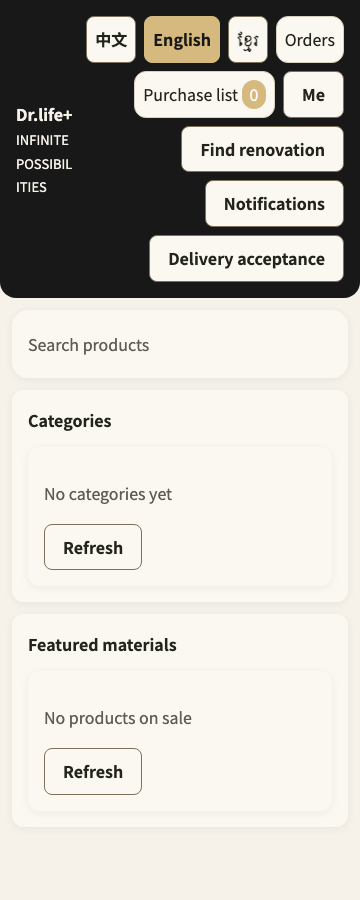 中文 English ខ្មែរ Orders
Purchase list 0 Me
Dr.life+
INFINITE
POSSIBIL
ITIES
Find renovation
Notifications
Delivery acceptance
Search products
Categories
No categories yet
Refresh
Featured materials
No products on sale
Refresh